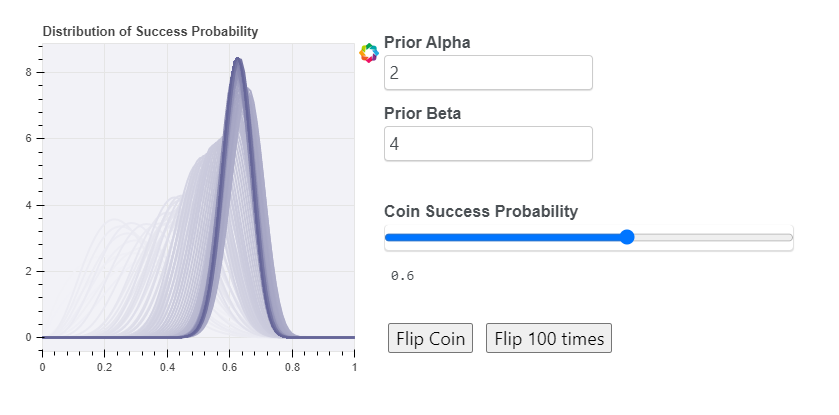 Distribution of Success Probability
8
6
4
2
0
0 0.2 0.4 0.6 0.8 1
Prior Alpha
2
Prior Beta
4
Coin Success Probability
0.6
Flip Coin Flip 100 times